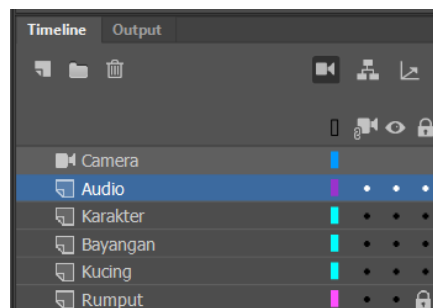 Timeline Output
Camera
Audio
Karakter
Bayangan
Kucing
Rumput